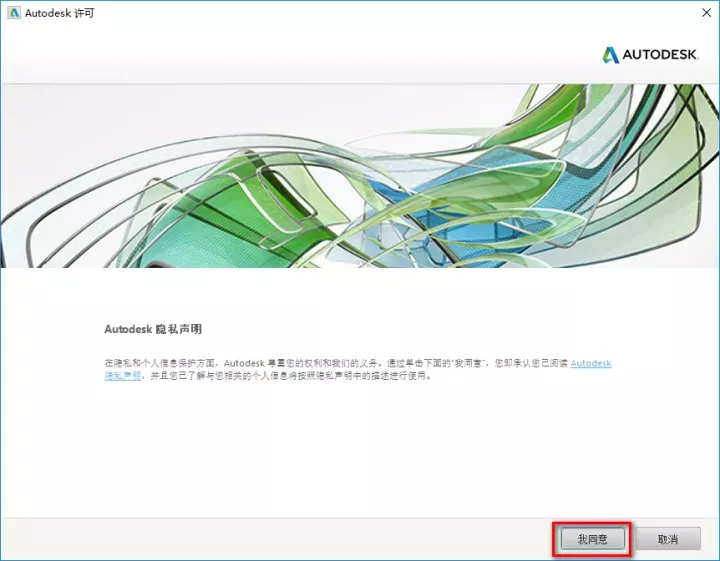 Autodesk 许可
AUTODESK.
Autodesk 隐私声明
在隐私和个人信息保护方面，Autodesk 尊重您的权利和我们的义务。通过单击下面的“我同意”，您即承认您已阅读 Autodesk
隐私声明，并且您已了解与您相关的个人信息将按照隐私声明中的描述进行使用。
我同意
取消